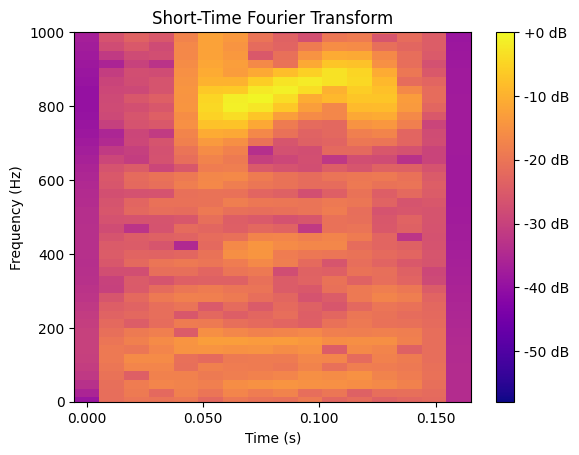 Short-Time Fourier Transform
1000
800
600
400
200
0
Frequency (Hz)
0.000
0.050
0.100
0.150
Time (s)
+0 dB
-10 dB
-20 dB
-30 dB
-40 dB
-50 dB